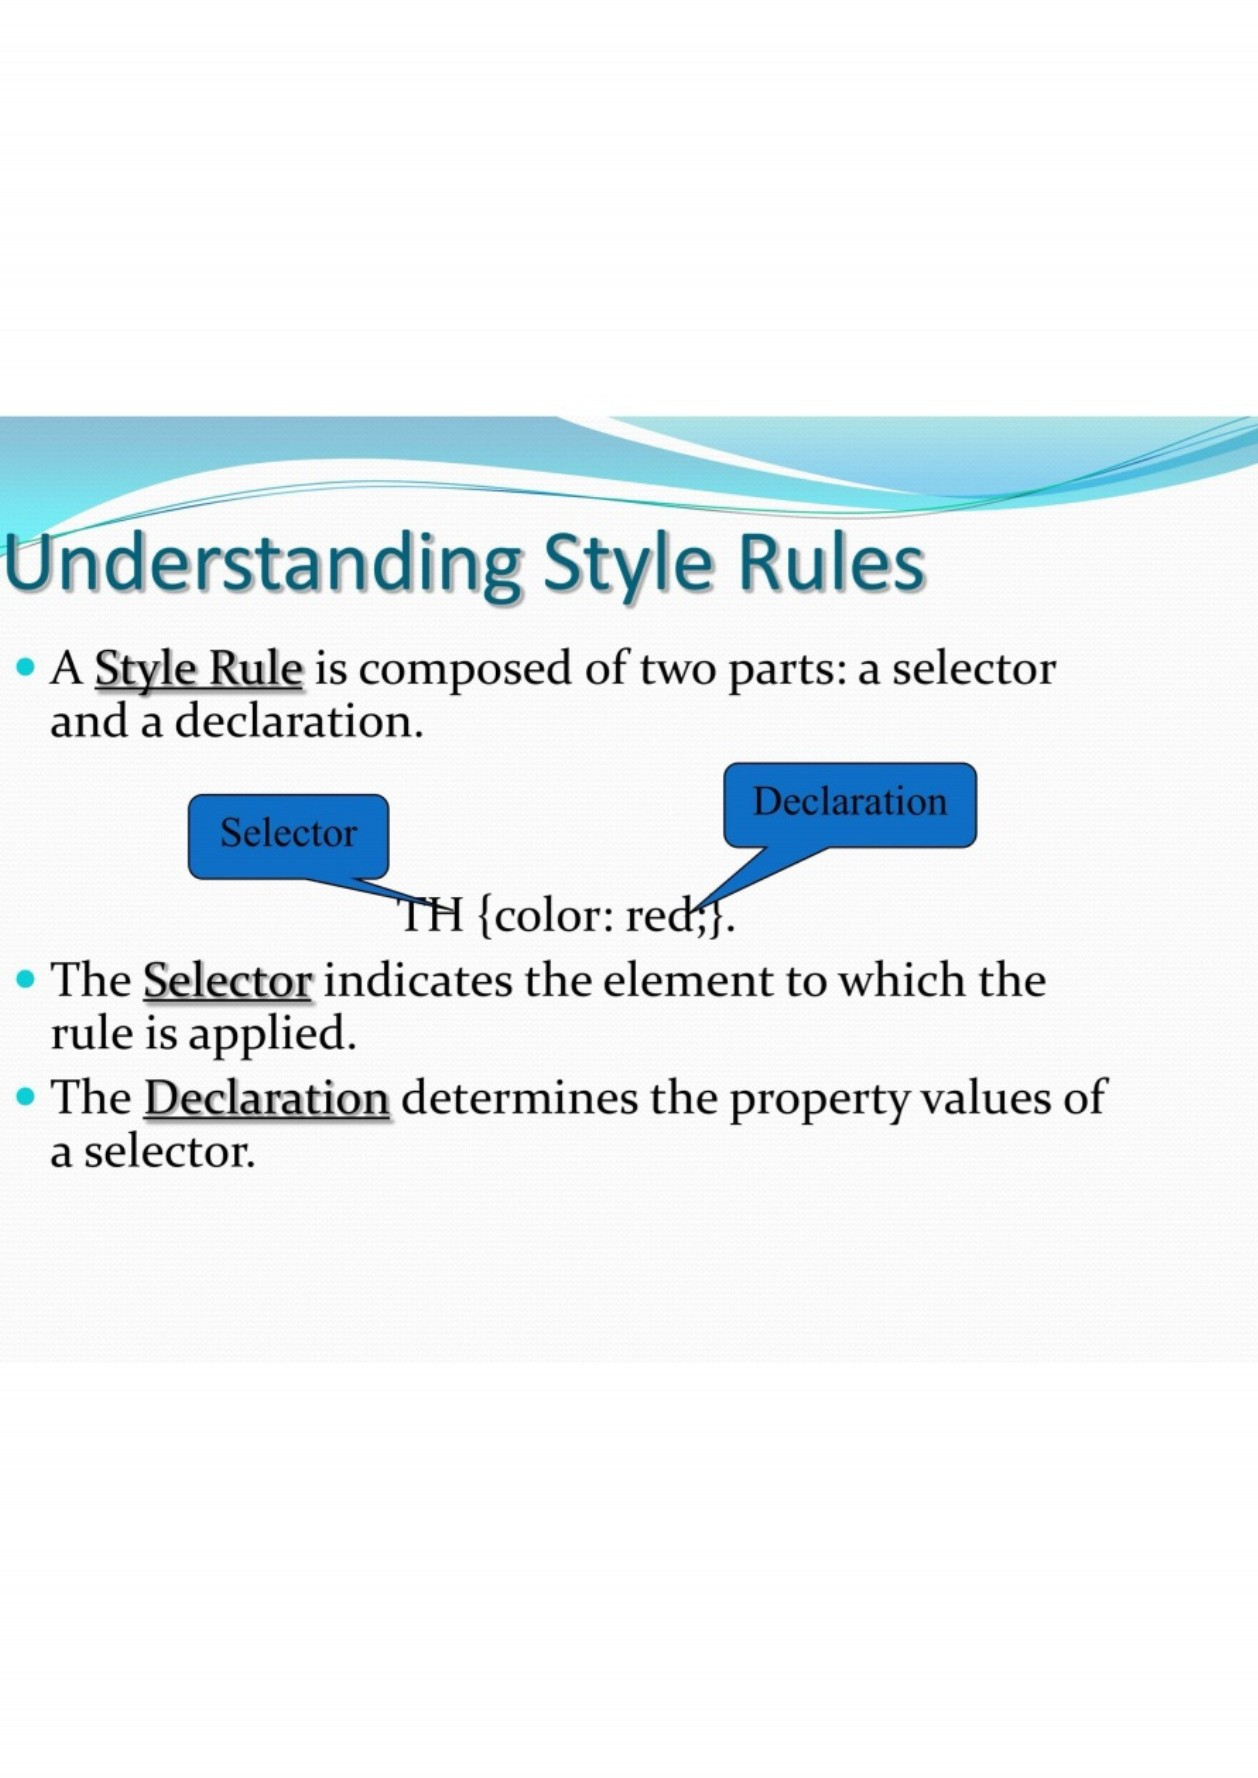 Understanding Style Rules
• A Style Rule is composed of two parts: a selector
and a declaration.
Selector
Declaration
TH {color: red;}.
• The Selector indicates the element to which the
rule is applied.
• The Declaration determines the property values of
a selector.